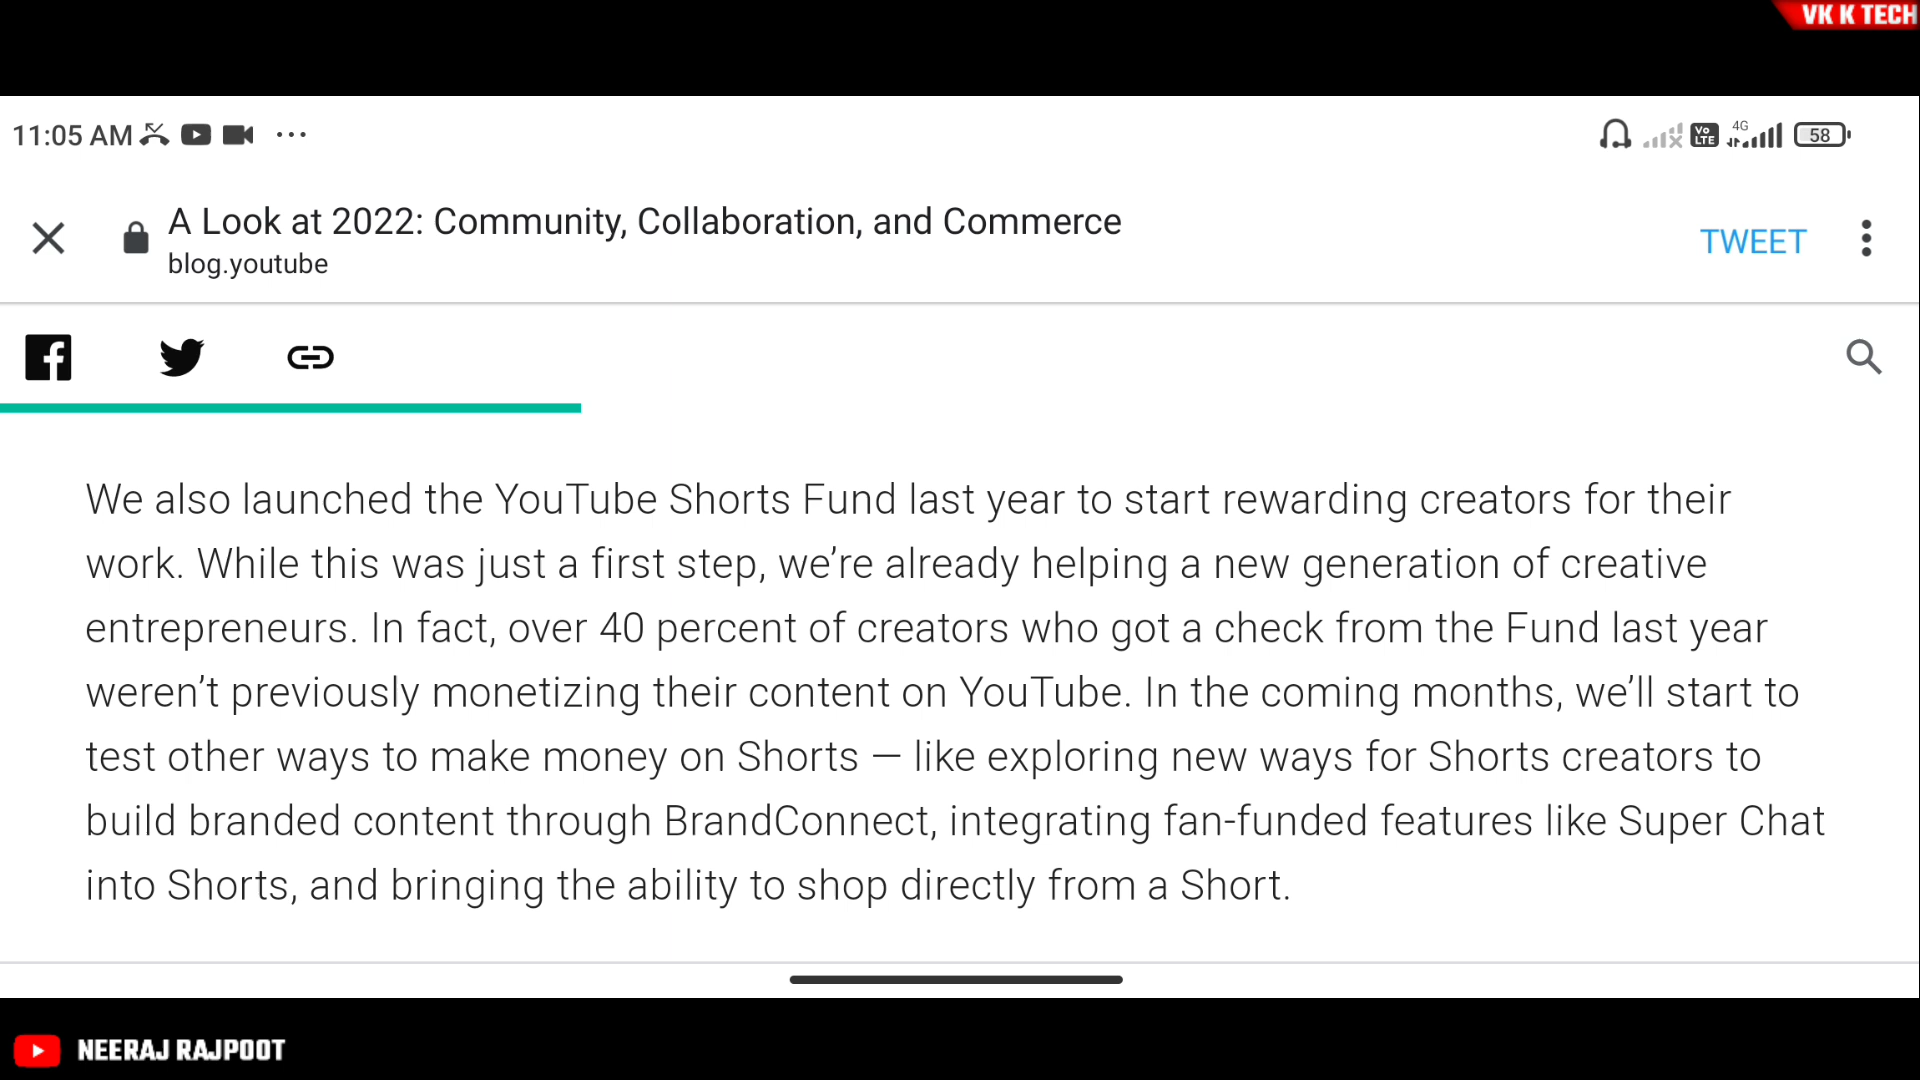 VK K TECH
11:05 AM
Vo LTE
4G
58
A Look at 2022: Community, Collaboration, and Commerce
blog.youtube
TWEET
We also launched the YouTube Shorts Fund last year to start rewarding creators for their
work. While this was just a first step, we’re already helping a new generation of creative
entrepreneurs. In fact, over 40 percent of creators who got a check from the Fund last year
weren’t previously monetizing their content on YouTube. In the coming months, we’ll start to
test other ways to make money on Shorts — like exploring new ways for Shorts creators to
build branded content through BrandConnect, integrating fan-funded features like Super Chat
into Shorts, and bringing the ability to shop directly from a Short.
NEERAJ RAJPOOT